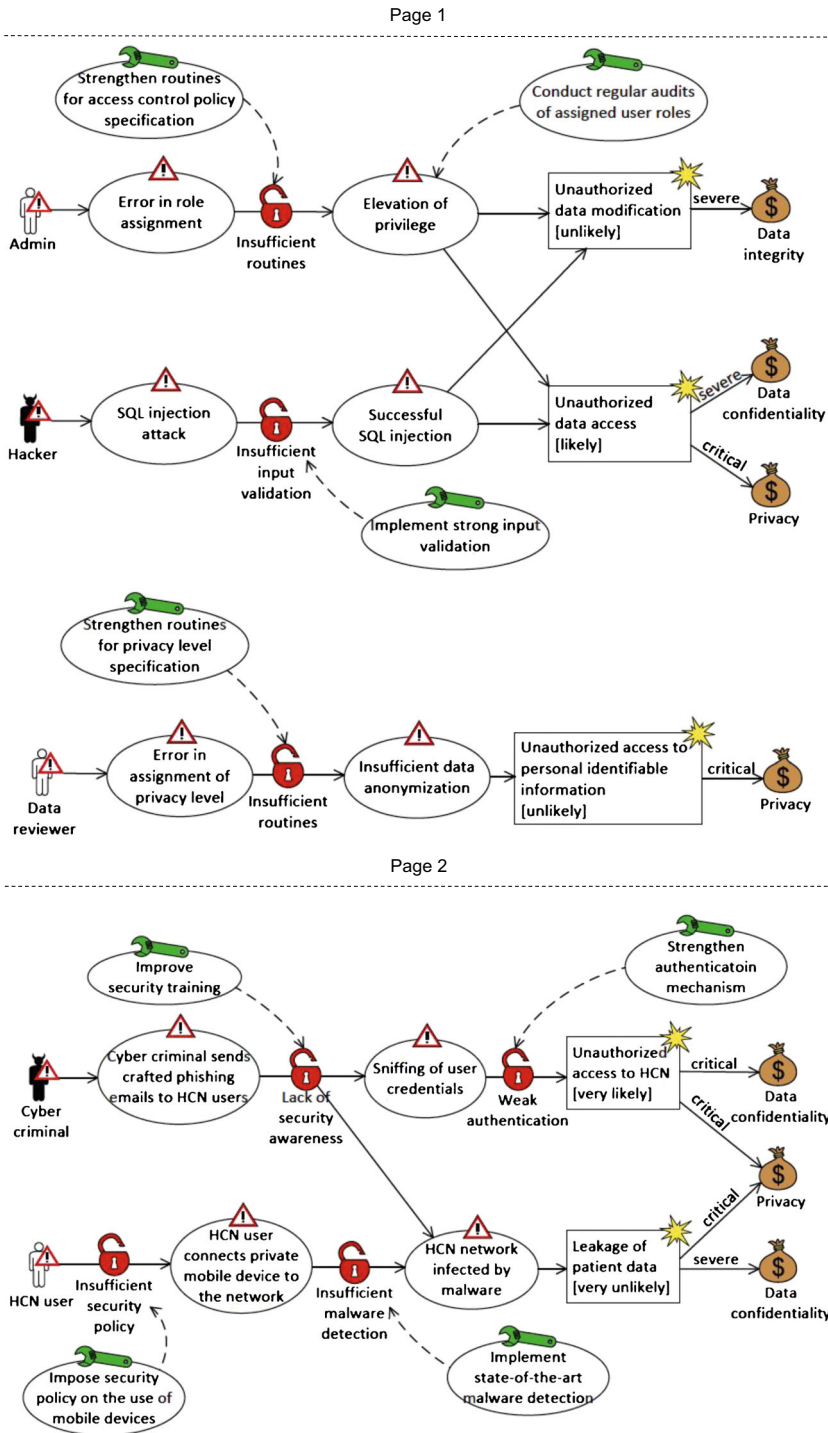 Page 1
Strengthen routines
for access control policy
specification
Conduct regular audits
of assigned user roles
Admin
Error in role
assignment
Insufficient
routines
Elevation of
privilege
Unauthorized
data modification
[unlikely]
severe
$
Data
integrity
Hacker
SQL injection
attack
Insufficient
input
validation
Successful
SQL injection
Unauthorized
data access
[likely]
severe
$
Data
confidentiality
critical
$
Privacy
Implement strong input
validation
Strengthen routines
for privacy level
specification
Data
reviewer
Error in
assignment of
privacy level
Insufficient
routines
Insufficient data
anonymization
Unauthorized access to
personal identifiable
information
[unlikely]
critical
$
Privacy
Page 2
Improve
security training
Strengthen
authenticatoin
mechanism
Cyber
criminal
Cyber criminal sends
crafted phishing
emails to HCN users
Lack of
security
awareness
Sniffing of user
credentials
Weak
authentication
Unauthorized
access to HCN
[very likely]
critical
$
Data
confidentiality
critical
$
Privacy
HCN user
Insufficient
security
policy
HCN user
connects private
mobile device to
the network
Insufficient
malware
detection
HCN network
infected by
malware
Leakage of
patient data
[very unlikely]
critical
severe
$
Data
confidentiality
Impose security
policy on the use of
mobile devices
Implement
state-of-the-art
malware detection